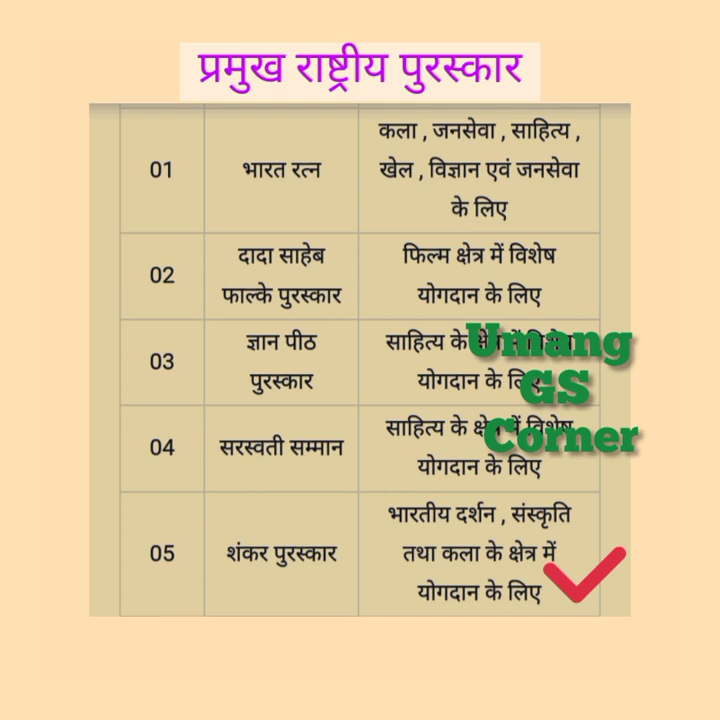 प्रमुख राष्ट्रीय पुरस्कार
01
भारत रत्न
कला , जनसेवा , साहित्य ,
खेल , विज्ञान एवं जनसेवा
के लिए
02
दादा साहेब
फाल्के पुरस्कार
फिल्म क्षेत्र में विशेष
योगदान के लिए
03
ज्ञान पीठ
पुरस्कार
साहित्य के क्षेत्र में विशेष
योगदान के लिए
04
सरस्वती सम्मान
साहित्य के क्षेत्र में विशेष
योगदान के लिए
05
शंकर पुरस्कार
भारतीय दर्शन , संस्कृति
तथा कला के क्षेत्र में
योगदान के लिए
Umang
GS
Corner